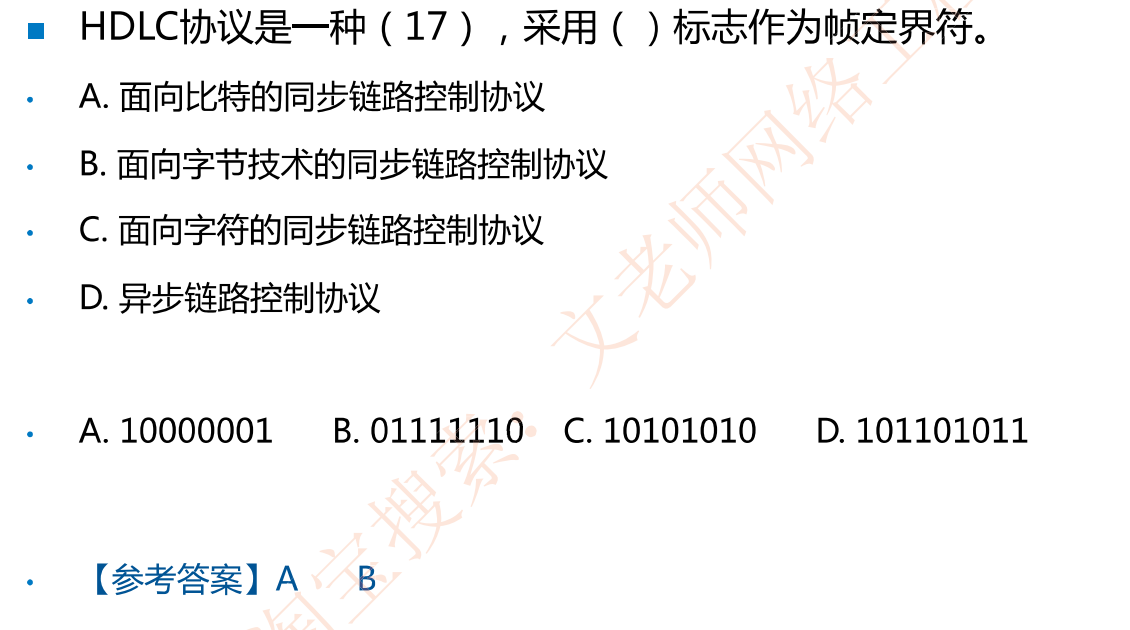 HDLC协议是一种（17），采用（ ）标志作为帧定界符。
A. 面向比特的同步链路控制协议
B. 面向字节技术的同步链路控制协议
C. 面向字符的同步链路控制协议
D. 异步链路控制协议
A. 10000001 B. 01111110 C. 10101010 D. 101101011
【参考答案】A B
淘宝搜索：文老师网络工